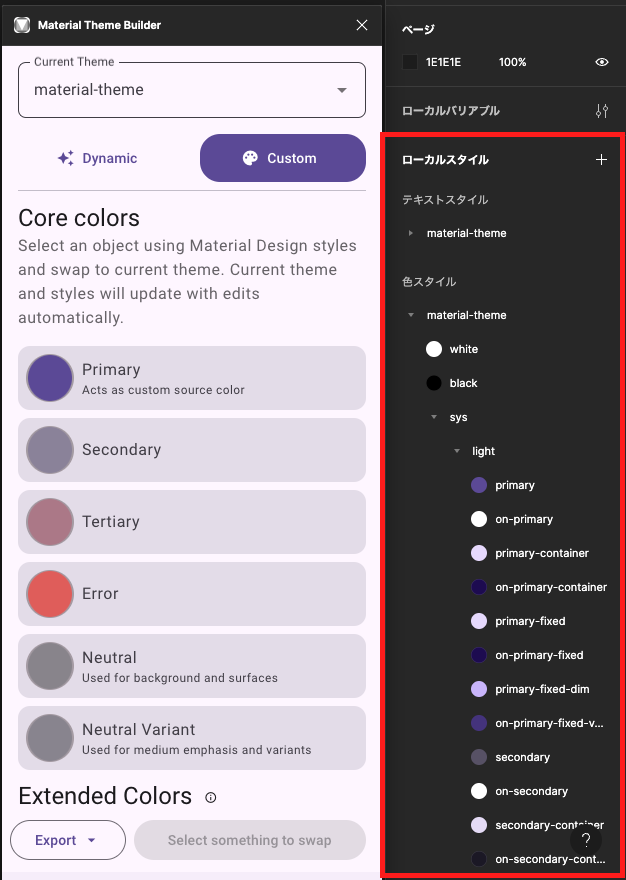 Material Theme Builder
Current Theme
material-theme
Dynamic
Custom
Core colors
Select an object using Material Design styles
and swap to current theme. Current theme
and styles will update with edits
automatically.
Primary
Acts as custom source color
Secondary
Tertiary
Error
Neutral
Used for background and surfaces
Neutral Variant
Used for medium emphasis and variants
Extended Colors
Export
Select something to swap
ページ
1E1E1E 100%
ローカルバリアブル
ローカルスタイル
テキストスタイル
material-theme
色スタイル
material-theme
white
black
sys
light
primary
on-primary
primary-container
on-primary-container
primary-fixed
on-primary-fixed
primary-fixed-dim
on-primary-fixed-v...
secondary
on-secondary
secondary-container
?
on-secondary-cont...